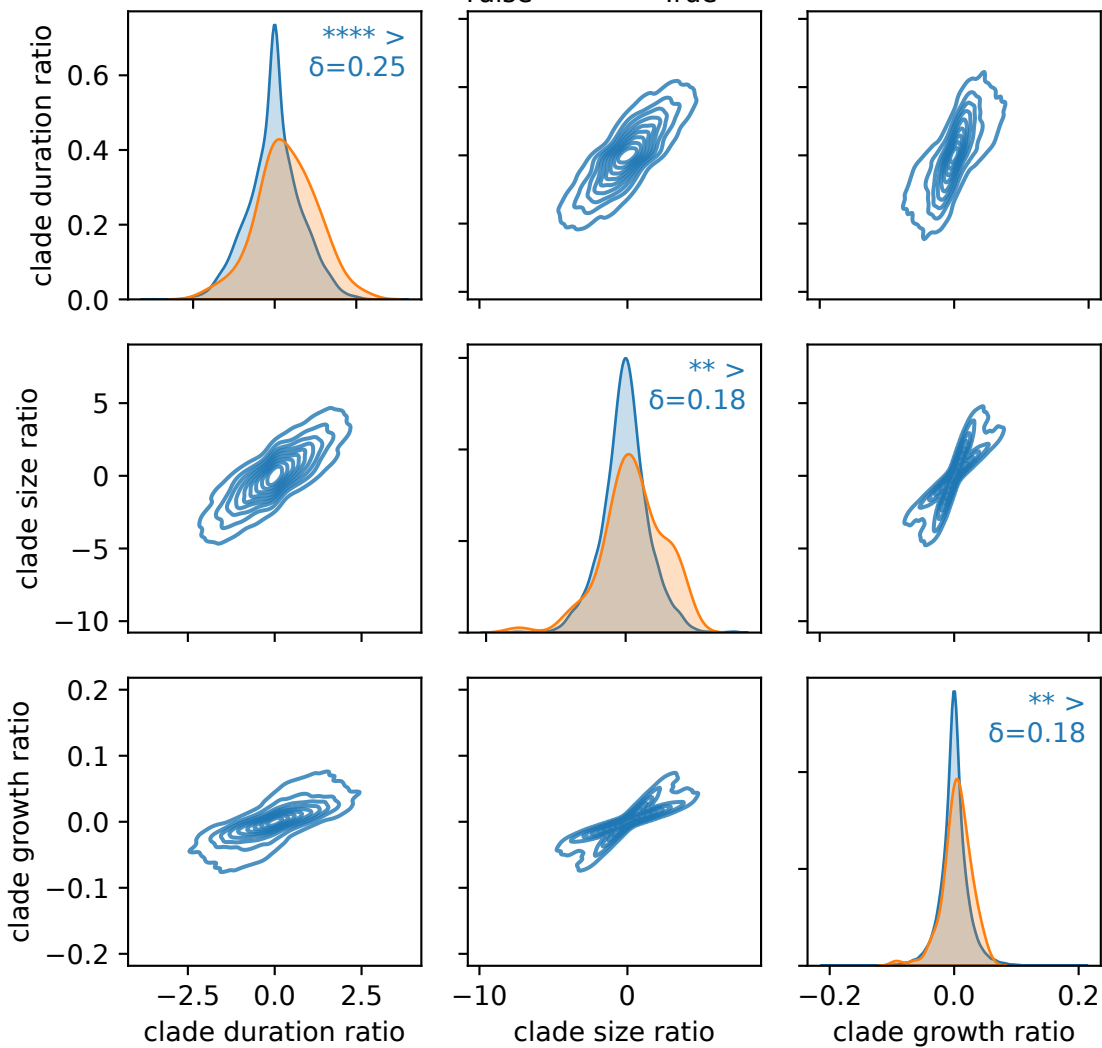 False True
clade duration ratio
0.6
0.4
0.2
0.0
**** >
δ=0.25
clade size ratio
5
0
−5
−10
** >
δ=0.18
clade growth ratio
0.2
0.1
0.0
−0.1
−0.2
** >
δ=0.18
−2.5 0.0 2.5
−10 0
−0.2 0.0 0.2
clade duration ratio
clade size ratio
clade growth ratio